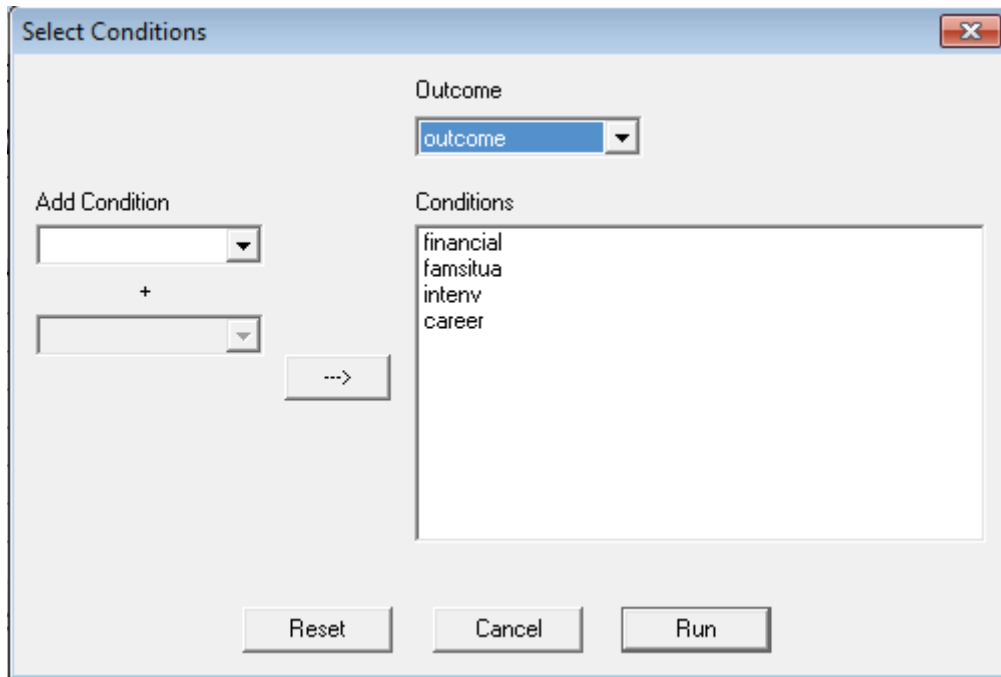 Select Conditions
Outcome
outcome
Add Condition
Conditions
+
financial
famsitua
intenv
career
--->
Reset
Cancel
Run